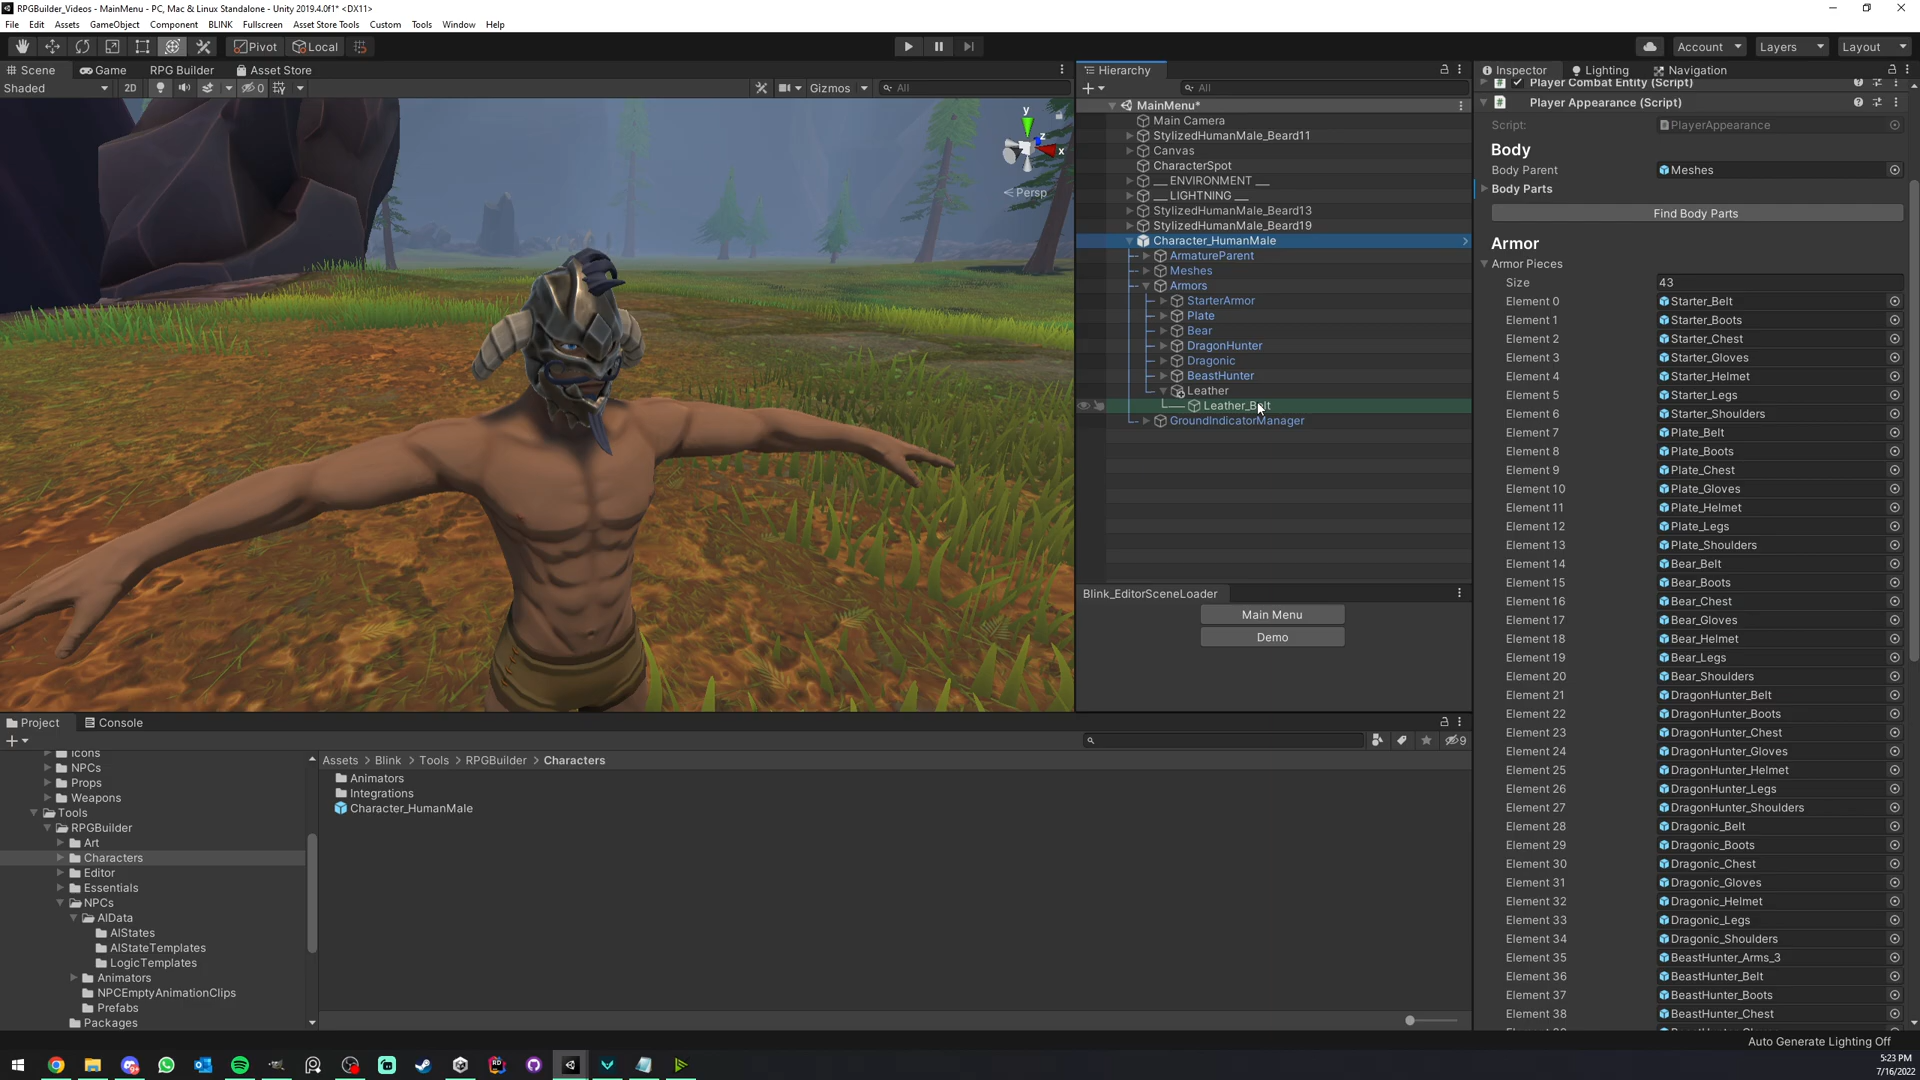 RPGBuilder_Videos - MainMenu - PC, Mac & Linux Standalone - Unity 2019.4.0f1* <DX11>
File Edit Assets GameObject Component BLINK Fullscreen Asset Store Tools Custom Tools Window Help
Pivot Local Account Layers Layout
Scene Game RPG Builder Asset Store
Shaded 2D 0 Gizmos All
y
z
x
Persp
Hierarchy
All
MainMenu*
Main Camera
StylizedHumanMale_Beard11
Canvas
CharacterSpot
__ ENVIRONMENT __
__ LIGHTNING __
StylizedHumanMale_Beard13
StylizedHumanMale_Beard19
Character_HumanMale
ArmatureParent
Meshes
Armors
StarterArmor
Plate
Bear
DragonHunter
Dragonic
BeastHunter
Leather
Leather_Belt
GroundIndicatorManager
Blink_EditorSceneLoader
Main Menu
Demo
Inspector Lighting Navigation
Player Combat Entity (Script)
Player Appearance (Script)
Script: PlayerAppearance
Body
Body Parent Meshes
Body Parts
Find Body Parts
Armor
Armor Pieces
Size 43
Element 0 Starter_Belt
Element 1 Starter_Boots
Element 2 Starter_Chest
Element 3 Starter_Gloves
Element 4 Starter_Helmet
Element 5 Starter_Legs
Element 6 Starter_Shoulders
Element 7 Plate_Belt
Element 8 Plate_Boots
Element 9 Plate_Chest
Element 10 Plate_Gloves
Element 11 Plate_Helmet
Element 12 Plate_Legs
Element 13 Plate_Shoulders
Element 14 Bear_Belt
Element 15 Bear_Boots
Element 16 Bear_Chest
Element 17 Bear_Gloves
Element 18 Bear_Helmet
Element 19 Bear_Legs
Element 20 Bear_Shoulders
Element 21 DragonHunter_Belt
Element 22 DragonHunter_Boots
Element 23 DragonHunter_Chest
Element 24 DragonHunter_Gloves
Element 25 DragonHunter_Helmet
Element 26 DragonHunter_Legs
Element 27 DragonHunter_Shoulders
Element 28 Dragonic_Belt
Element 29 Dragonic_Boots
Element 30 Dragonic_Chest
Element 31 Dragonic_Gloves
Element 32 Dragonic_Helmet
Element 33 Dragonic_Legs
Element 34 Dragonic_Shoulders
Element 35 BeastHunter_Arms_3
Element 36 BeastHunter_Belt
Element 37 BeastHunter_Boots
Element 38 BeastHunter_Chest
Project Console
9
Icons
NPCs
Props
Weapons
Tools
RPGBuilder
Art
Characters
Editor
Essentials
NPCs
AIData
AIStates
AIStateTemplates
LogicTemplates
Animators
NPCEmptyAnimationClips
Prefabs
Packages
Assets > Blink > Tools > RPGBuilder > Characters
Animators
Integrations
Character_HumanMale
Auto Generate Lighting Off
5:23 PM
7/16/2022